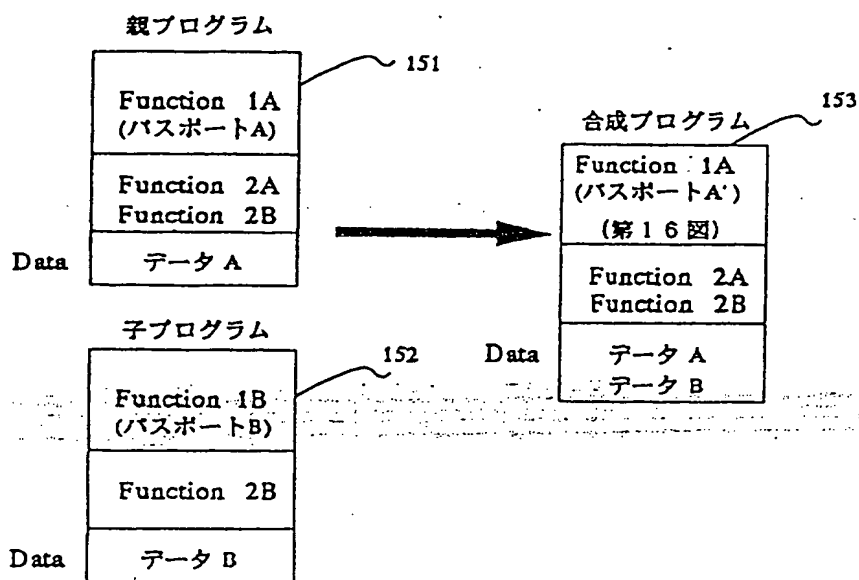 親プログラム
151
Function 1A
(パスポートA)
Function 2A
Function 2B
Data
データ A
子プログラム
152
Function 1B
(パスポートB)
Function 2B
Data
データ B
153
合成プログラム
Function 1A
(パスポートA')
(第16図)
Function 2A
Function 2B
Data
データ A
データ B